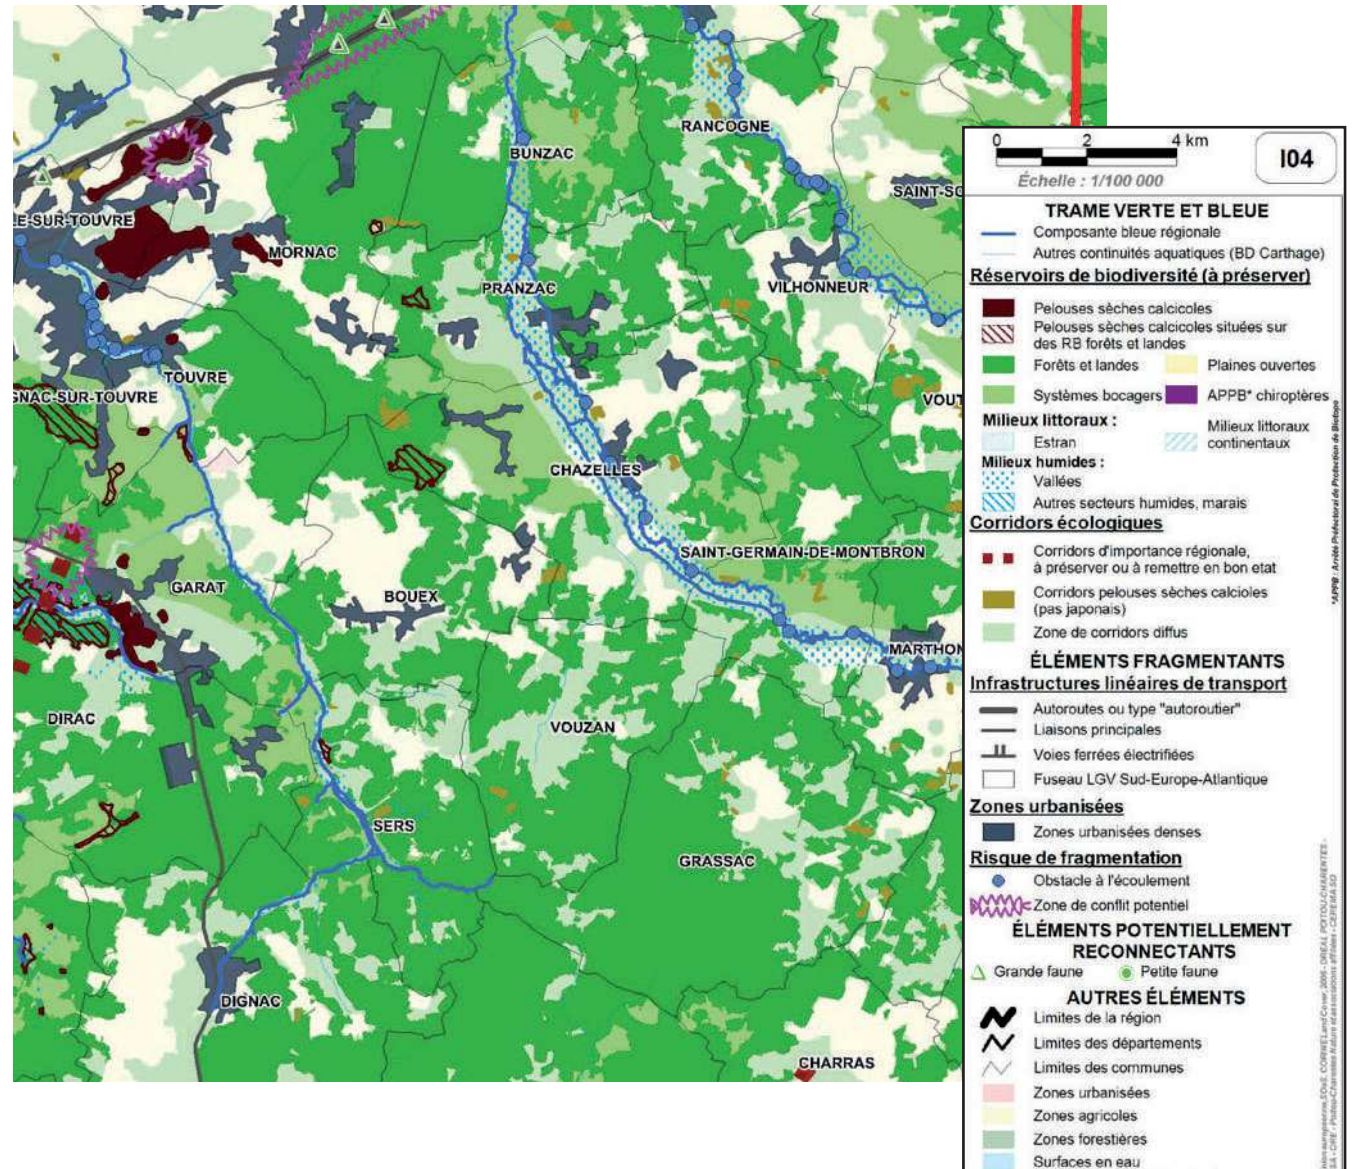 RANCOGNE
BUNZAC
SAINT-SO
LE-SUR-TOUVRE
MORNAC
PRANZAC
VILHONNEUR
TOUVRE
GNAC-SUR-TOUVRE
VOUT
CHAZELLES
SAINT-GERMAIN-DE-MONTBRON
GARAT
BOUEX
MARTHON
DIRAC
VOUZAN
SERS
GRASSAC
DIGNAC
CHARRAS
0 2 4 km
I04
Échelle : 1/100 000
TRAME VERTE ET BLEUE
Composante bleue régionale
Autres continuités aquatiques (BD Carthage)
Réservoirs de biodiversité (à préserver)
Pelouses sèches calcicoles
Pelouses sèches calcicoles situées sur
des RB forêts et landes
Forêts et landes Plaines ouvertes
Systèmes bocagers APPB* chiroptères
Milieux littoraux :
Estran
Milieux littoraux
continentaux
Milieux humides :
Vallées
Autres secteurs humides, marais
Corridors écologiques
Corridors d'importance régionale,
à préserver ou à remettre en bon etat
Corridors pelouses sèches calcioles
(pas japonais)
Zone de corridors diffus
ÉLÉMENTS FRAGMENTANTS
Infrastructures linéaires de transport
Autoroutes ou type "autoroutier"
Liaisons principales
Voies ferrées électrifiées
Fuseau LGV Sud-Europe-Atlantique
Zones urbanisées
Zones urbanisées denses
Risque de fragmentation
Obstacle à l'écoulement
Zone de conflit potentiel
ÉLÉMENTS POTENTIELLEMENT
RECONNECTANTS
Grande faune Petite faune
AUTRES ÉLÉMENTS
Limites de la région
Limites des départements
Limites des communes
Zones urbanisées
Zones agricoles
Zones forestières
Surfaces en eau
*APPB : Arrêté Préfectoral de Protection de Biotope